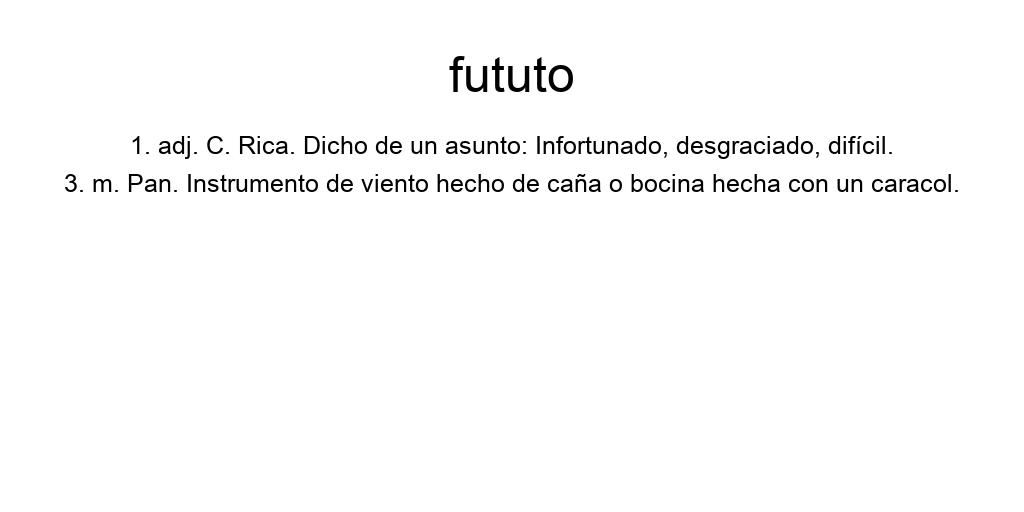 fututo
1. adj. C. Rica. Dicho de un asunto: Infortunado, desgraciado, difícil.
3. m. Pan. Instrumento de viento hecho de caña o bocina hecha con un caracol.